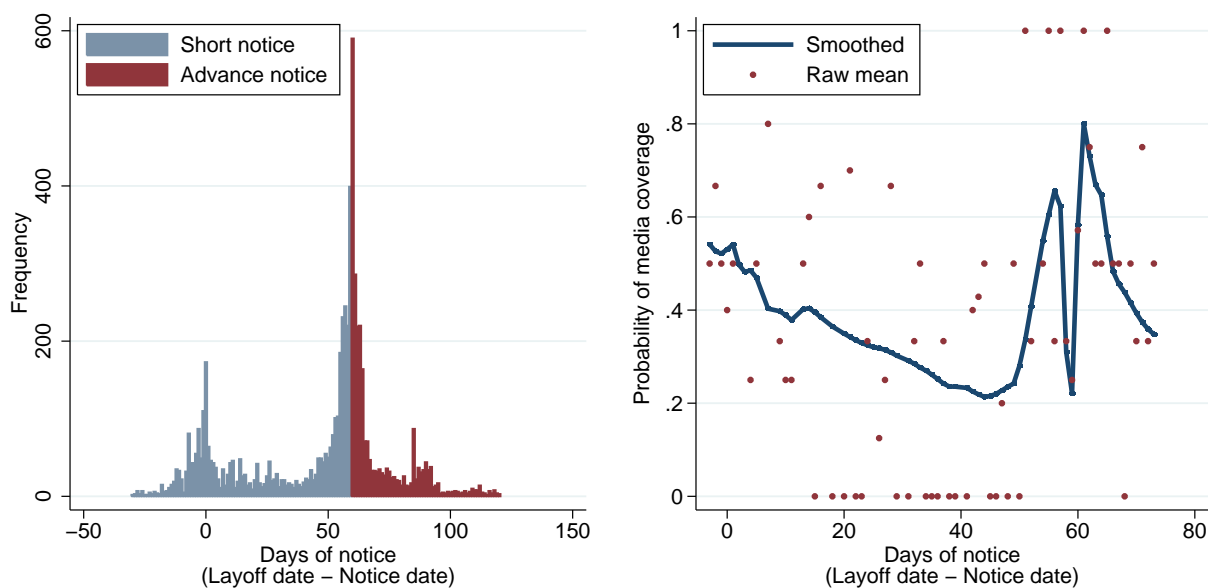 Short notice
Advance notice
Frequency
600
400
200
0
−50
0
50
100
150
Days of notice
(Layoff date − Notice date)
Smoothed
Raw mean
Probability of media coverage
1
.8
.6
.4
.2
0
0
20
40
60
80
Days of notice
(Layoff date − Notice date)